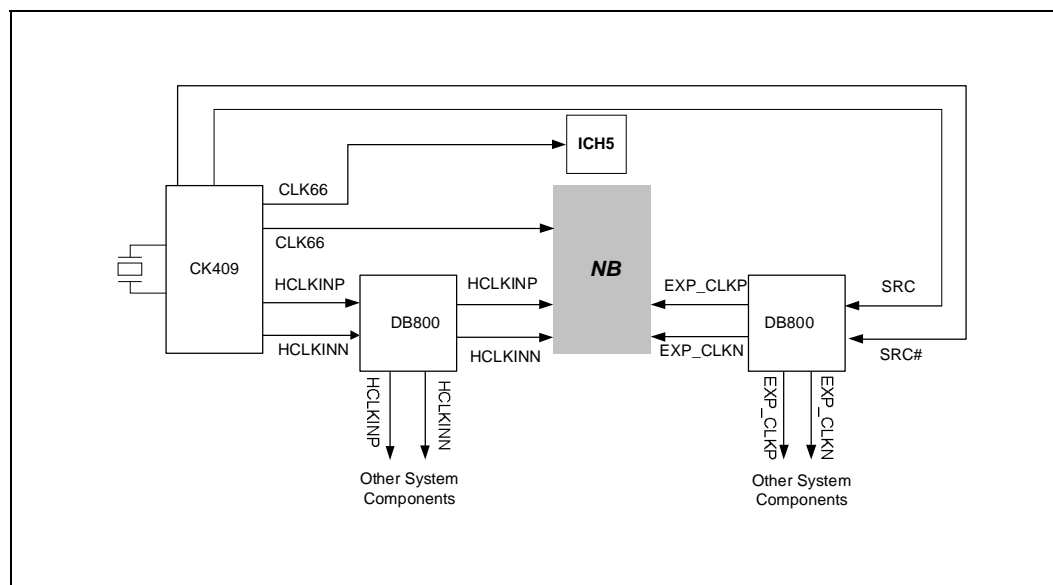 ICH5
CLK66
CLK66
CK409
NB
HCLKINP
HCLKINP
EXP_CLKP
SRC
DB800
DB800
HCLKINN
HCLKINN
EXP_CLKN
SRC#
HCLKINP
HCLKINN
EXP_CLKP
EXP_CLKN
Other System
Components
Other System
Components